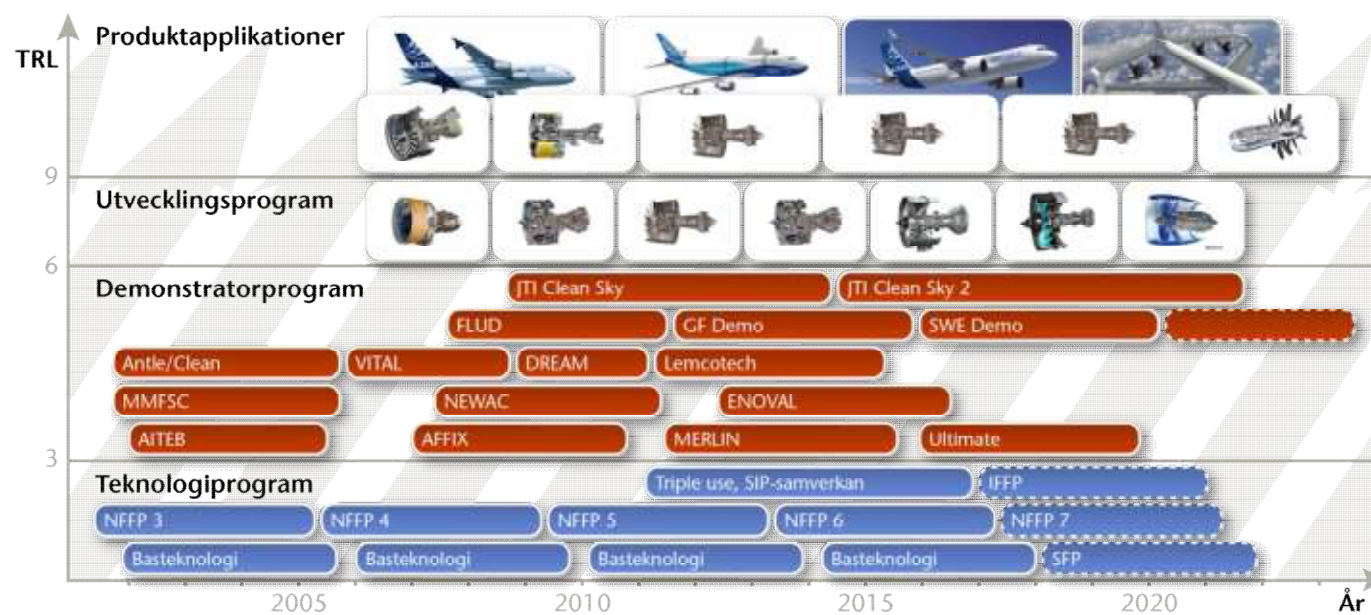 Produktapplikationer
TRL
9
Utvecklingsprogram
6
Demonstratorprogram
JTI Clean Sky
JTI Clean Sky 2
FLUD
GF Demo
SWE Demo
Antle/Clean
VITAL
DREAM
Lemcotech
MMFSC
NEWAC
ENOVAL
AITEB
AFFIX
MERLIN
Ultimate
3
Teknologiprogram
Triple use, SIP-samverkan
IFFP
NFFP 3
NFFP 4
NFFP 5
NFFP 6
NFFP 7
Basteknologi
Basteknologi
Basteknologi
Basteknologi
SFP
2005
2010
2015
2020
År